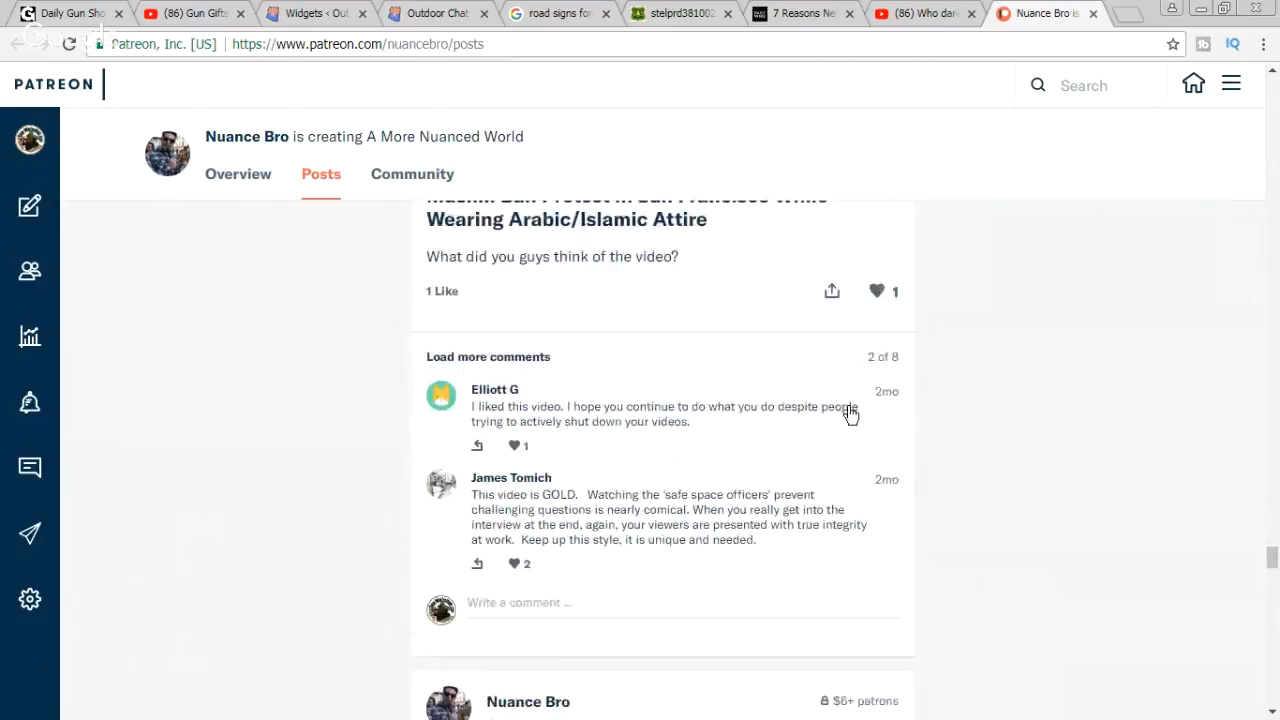 Daily Gun Sho
(86) Gun Gifts
Widgets ‹ Out
Outdoor Cha
road signs for
stelprd381002
7 Reasons Ne
(86) Who dar
Nuance Bro is
Patreon, Inc. [US]
https://www.patreon.com/nuancebro/posts
IQ
PATREON
Search
Nuance Bro is creating A More Nuanced World
Overview
Posts
Community
Wearing Arabic/Islamic Attire
What did you guys think of the video?
1 Like
1
Load more comments
2 of 8
Elliott G
2mo
I liked this video. I hope you continue to do what you do despite people
trying to actively shut down your videos.
1
James Tomich
2mo
This video is GOLD. Watching the 'safe space officers' prevent
challenging questions is nearly comical. When you really get into the
interview at the end, again, your viewers are presented with true integrity
at work. Keep up this style, it is unique and needed.
2
Write a comment ...
Nuance Bro
$6+ patrons